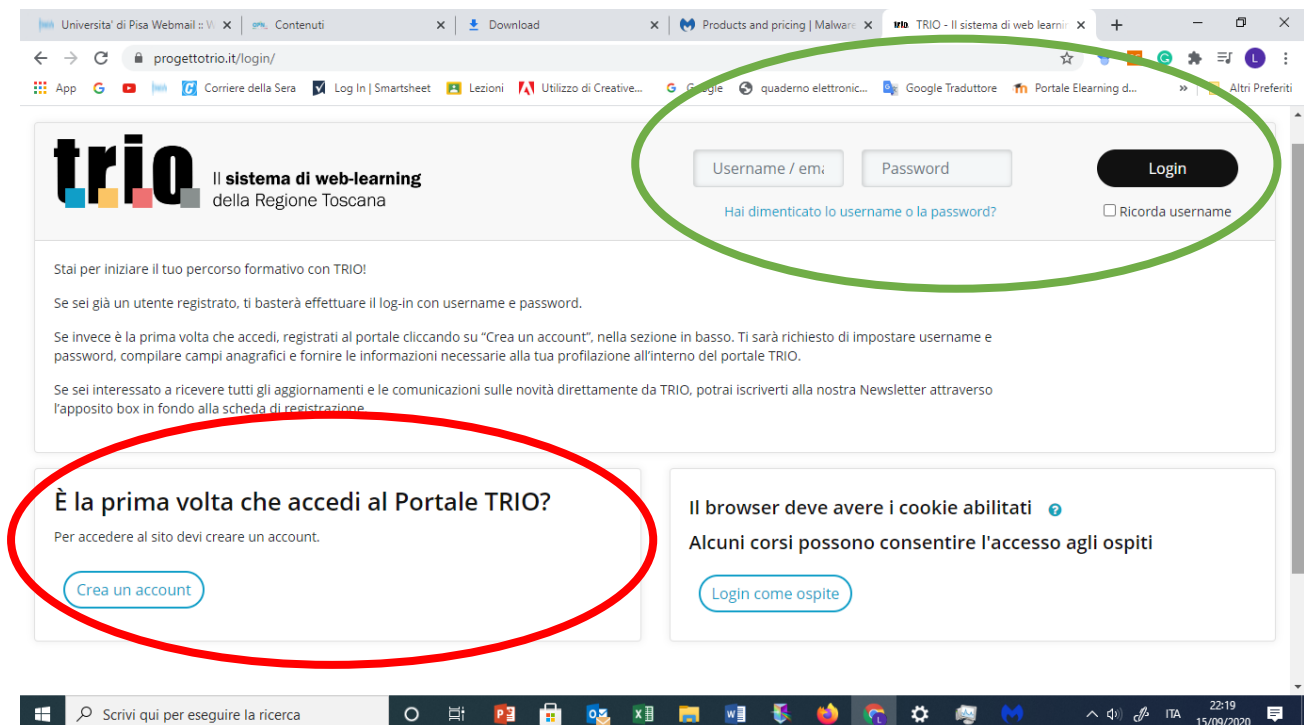 Universita' di Pisa Webmail :: W
Contenuti
Download
Products and pricing | Malware
TRIO - Il sistema di web learnin
progettotrio.it/login/
App
Corriere della Sera
Log In | Smartsheet
Lezioni
Utilizzo di Creative...
Google
quaderno elettronic...
Google Traduttore
Portale Elearning d...
»
Altri Preferiti
trio
Il sistema di web-learning
della Regione Toscana
Username / ema
Password
Login
Hai dimenticato lo username o la password?
Ricorda username
Stai per iniziare il tuo percorso formativo con TRIO!
Se sei già un utente registrato, ti basterà effettuare il log-in con username e password.
Se invece è la prima volta che accedi, registrati al portale cliccando su “Crea un account”, nella sezione in basso. Ti sarà richiesto di impostare username e
password, compilare campi anagrafici e fornire le informazioni necessarie alla tua profilazione all’interno del portale TRIO.
Se sei interessato a ricevere tutti gli aggiornamenti e le comunicazioni sulle novità direttamente da TRIO, potrai iscriverti alla nostra Newsletter attraverso
l’apposito box in fondo alla scheda di registrazione
È la prima volta che accedi al Portale TRIO?
Per accedere al sito devi creare un account.
Crea un account
Il browser deve avere i cookie abilitati
Alcuni corsi possono consentire l'accesso agli ospiti
Login come ospite
Scrivi qui per eseguire la ricerca
ITA
22:19
15/09/2020